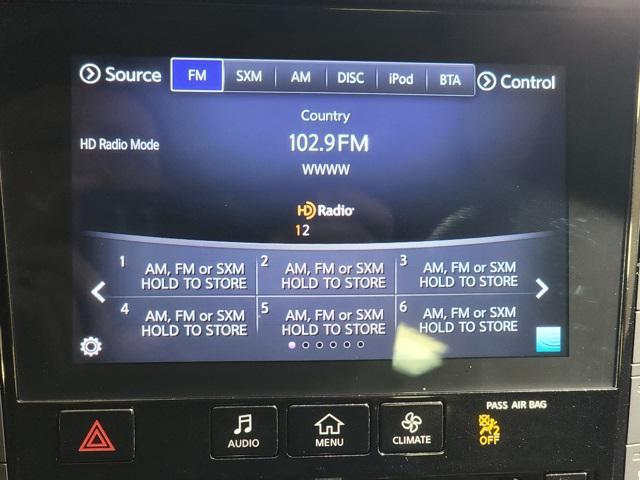 Source FM SXM AM DISC iPod BTA Control
Country
HD Radio Mode 102.9 FM
WWWW
HD Radio
12
1 AM, FM or SXM HOLD TO STORE
2 AM, FM or SXM HOLD TO STORE
3 AM, FM or SXM HOLD TO STORE
4 AM, FM or SXM HOLD TO STORE
5 AM, FM or SXM HOLD TO STORE
6 AM, FM or SXM HOLD TO STORE
PASS AIR BAG
AUDIO MENU CLIMATE
2
OFF